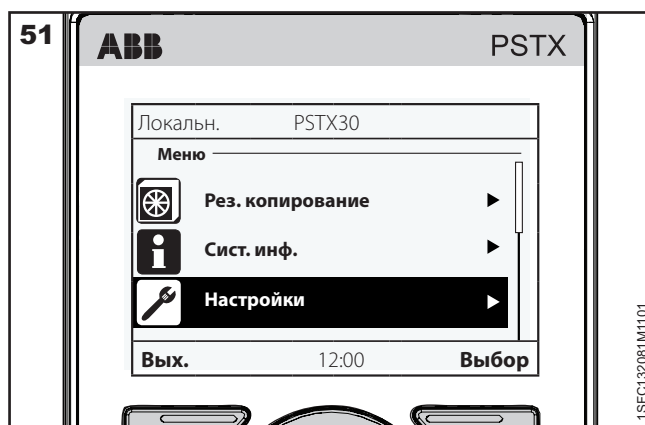 51
ABB PSTX
Локальн. PSTX30
Меню
Рез. копирование
Сист. инф.
Настройки
Вых. 12:00 Выбор
1SFC132081M1101